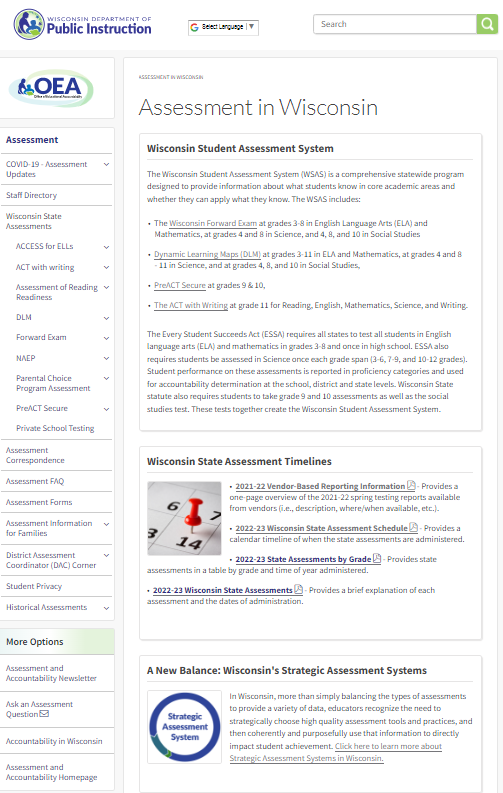 WISCONSIN DEPARTMENT OF
Public Instruction
Select Language
Search
OEA
Office of Educational Accountability
Assessment
COVID-19 - Assessment
Updates
Staff Directory
Wisconsin State
Assessments
ACCESS for ELLs
ACT with writing
Assessment of Reading
Readiness
DLM
Forward Exam
NAEP
Parental Choice
Program Assessment
PreACT Secure
Private School Testing
Assessment
Correspondence
Assessment FAQ
Assessment Forms
Assessment Information
for Families
District Assessment
Coordinator (DAC) Corner
Student Privacy
Historical Assessments
More Options
Assessment and
Accountability Newsletter
Ask an Assessment
Question
Accountability in Wisconsin
Assessment and
Accountability Homepage
ASSESSMENT IN WISCONSIN
Assessment in Wisconsin
Wisconsin Student Assessment System
The Wisconsin Student Assessment System (WSAS) is a comprehensive statewide program
designed to provide information about what students know in core academic areas and
whether they can apply what they know. The WSAS includes:
• The Wisconsin Forward Exam at grades 3-8 in English Language Arts (ELA) and
Mathematics, at grades 4 and 8 in Science, and 4, 8, and 10 in Social Studies
• Dynamic Learning Maps (DLM) at grades 3-11 in ELA and Mathematics, at grades 4 and 8
- 11 in Science, and at grades 4, 8, and 10 in Social Studies,
• PreACT Secure at grades 9 & 10,
• The ACT with Writing at grade 11 for Reading, English, Mathematics, Science, and Writing.
The Every Student Succeeds Act (ESSA) requires all states to test all students in English
language arts (ELA) and mathematics in grades 3-8 and once in high school. ESSA also
requires students be assessed in Science once each grade span (3-6, 7-9, and 10-12 grades).
Student performance on these assessments is reported in proficiency categories and used
for accountability determination at the school, district and state levels. Wisconsin State
statute also requires students to take grade 9 and 10 assessments as well as the social
studies test. These tests together create the Wisconsin Student Assessment System.
Wisconsin State Assessment Timelines
6
7
14
• 2021-22 Vendor-Based Reporting Information - Provides a
one-page overview of the 2021-22 spring testing reports available
from vendors (i.e., description, where/when available, etc.).
• 2022-23 Wisconsin State Assessment Schedule - Provides a
calendar timeline of when the state assessments are administered.
• 2022-23 State Assessments by Grade - Provides state
assessments in a table by grade and time of year administered.
• 2022-23 Wisconsin State Assessments - Provides a brief explanation of each
assessment and the dates of administration.
A New Balance: Wisconsin's Strategic Assessment Systems
Strategic
Assessment
System
In Wisconsin, more than simply balancing the types of assessments
to provide a variety of data, educators recognize the need to
strategically choose high quality assessment tools and practices, and
then coherently and purposefully use that information to directly
impact student achievement. Click here to learn more about
Strategic Assessment Systems in Wisconsin.